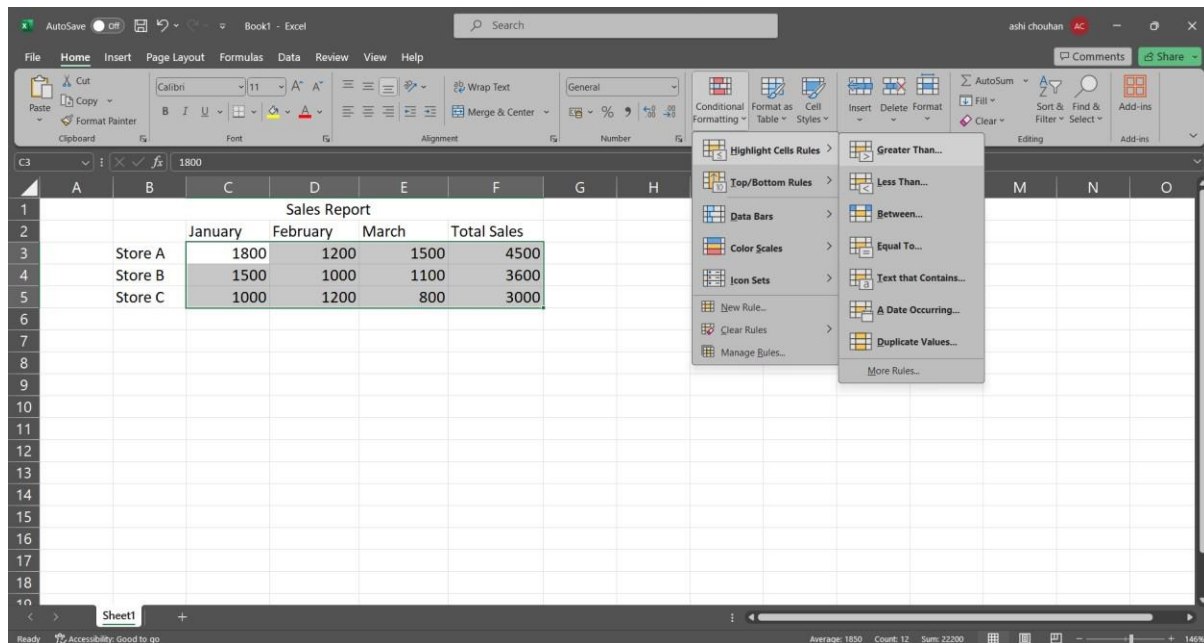 AutoSave Off Book1 - Excel Search ashi chouhan AC
File Home Insert Page Layout Formulas Data Review View Help Comments Share
Paste
Cut
Copy
Format Painter
Clipboard
Calibri 11 A^ A˅
B I U A
Font
Wrap Text
Merge & Center
Alignment
General
%
Number
Conditional Formatting
Format as Table
Cell Styles
Insert Delete Format
AutoSum
Fill
Clear
Sort & Filter
Find & Select
Editing
Add-ins
Add-ins
C3 fx 1800
A B C D E F G H M N O
1 Sales Report
2 January February March Total Sales
3 Store A 1800 1200 1500 4500
4 Store B 1500 1000 1100 3600
5 Store C 1000 1200 800 3000
6
7
8
9
10
11
12
13
14
15
16
17
18
19
Highlight Cells Rules
Top/Bottom Rules
Data Bars
Color Scales
Icon Sets
New Rule...
Clear Rules
Manage Rules...
Greater Than...
Less Than...
Between...
Equal To...
Text that Contains...
A Date Occurring...
Duplicate Values...
More Rules...
Sheet1 +
Ready Accessibility: Good to go Average: 1850 Count: 12 Sum: 22200 - + 146%